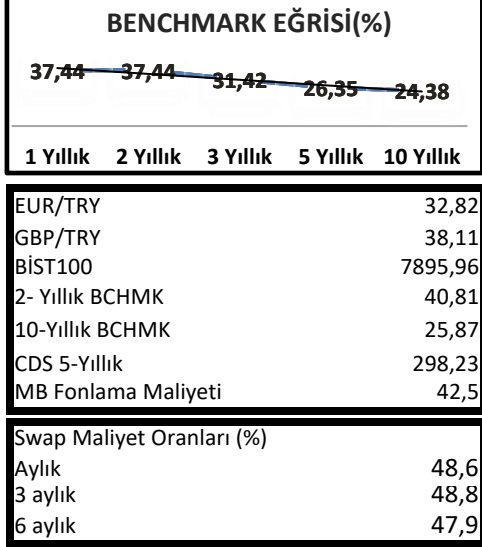 BENCHMARK EĞRİSİ(%)
37,44 37,44 31,42 26,35 24,38
1 Yıllık 2 Yıllık 3 Yıllık 5 Yıllık 10 Yıllık
EUR/TRY 32,82
GBP/TRY 38,11
BİST100 7895,96
2- Yıllık BCHMK 40,81
10-Yıllık BCHMK 25,87
CDS 5-Yıllık 298,23
MB Fonlama Maliyeti 42,5
Swap Maliyet Oranları (%)
Aylık 48,6
3 aylık 48,8
6 aylık 47,9